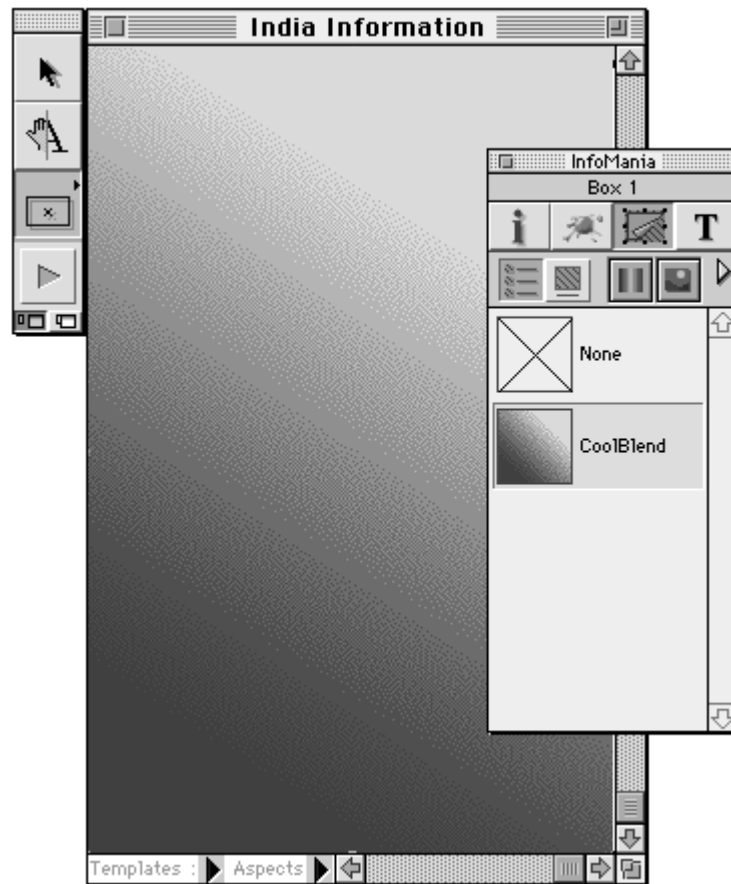 India Information
InfoMania
Box 1
None
CoolBlend
Templates :
Aspects